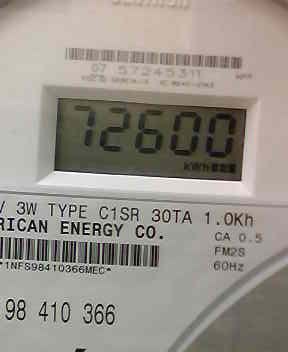 07 57245311
72600
kWh
V 3W TYPE C1SR 30TA 1.0Kh
RICAN ENERGY CO.
CA 0.5
FM2S
60Hz
*1NFS98410366MEC*
98 410 366